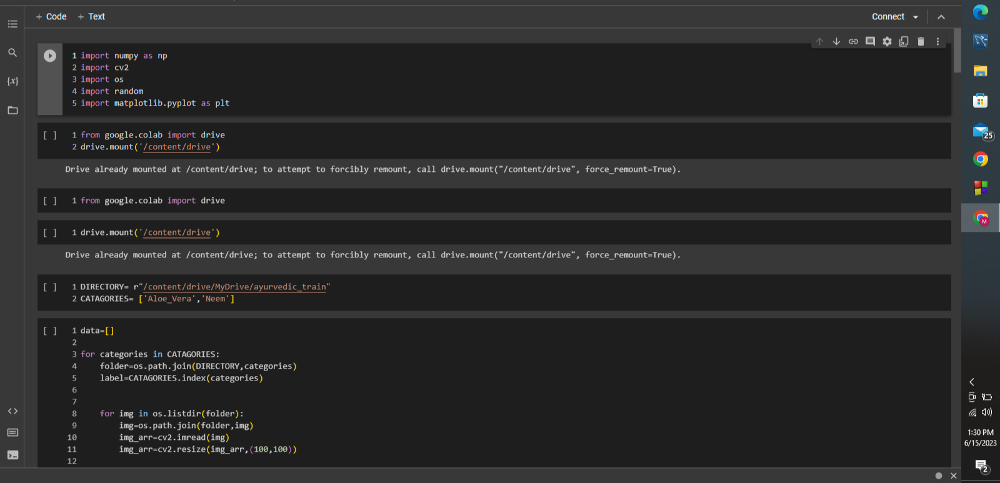 + Code + Text
Connect
1 import numpy as np
2 import cv2
3 import os
4 import random
5 import matplotlib.pyplot as plt
[ ] 1 from google.colab import drive
2 drive.mount('/content/drive')
Drive already mounted at /content/drive; to attempt to forcibly remount, call drive.mount("/content/drive", force_remount=True).
[ ] 1 from google.colab import drive
[ ] 1 drive.mount('/content/drive')
Drive already mounted at /content/drive; to attempt to forcibly remount, call drive.mount("/content/drive", force_remount=True).
[ ] 1 DIRECTORY= r"/content/drive/MyDrive/ayurvedic_train"
2 CATAGORIES= ['Aloe_Vera','Neem']
[ ] 1 data=[]
2
3 for categories in CATAGORIES:
4     folder=os.path.join(DIRECTORY,categories)
5     label=CATAGORIES.index(categories)
6
7
8     for img in os.listdir(folder):
9         img=os.path.join(folder,img)
10         img_arr=cv2.imread(img)
11         img_arr=cv2.resize(img_arr,(100,100))
12
{x}
25
M
1:30 PM
6/15/2023
2